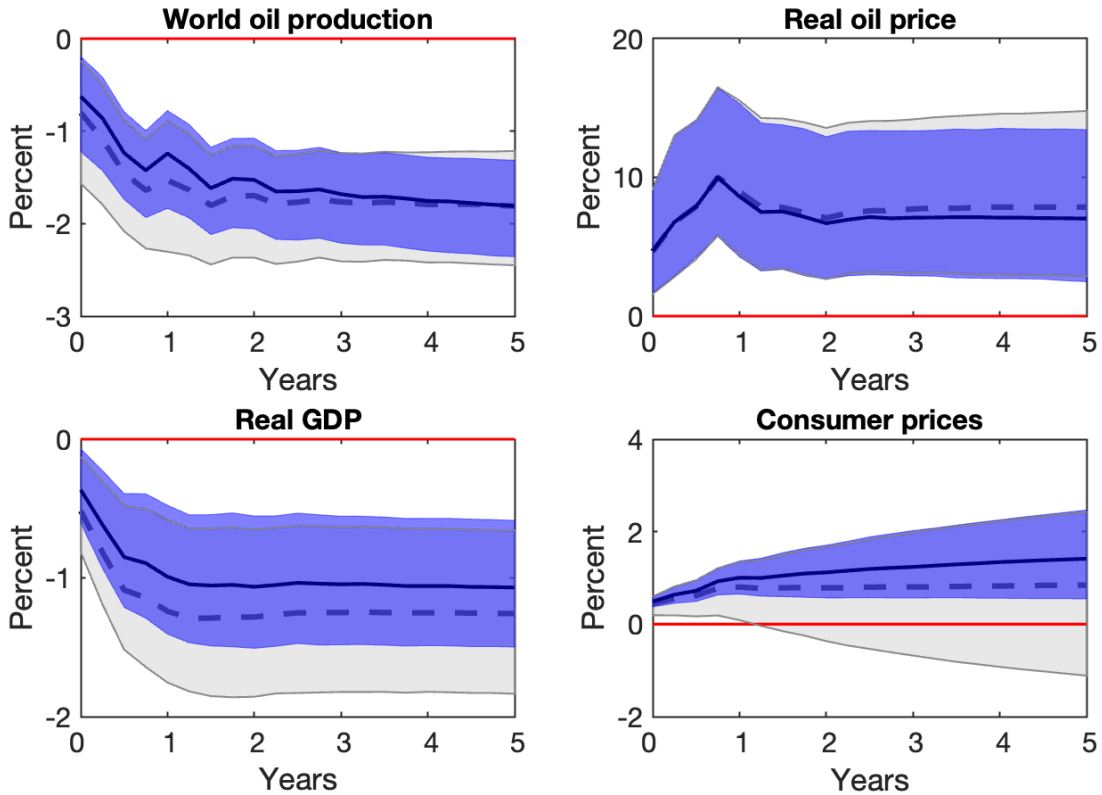 World oil production
0
-1
-2
-3
Percent
0 1 2 3 4 5
Years
Real oil price
20
10
0
Percent
0 1 2 3 4 5
Years
Real GDP
0
-1
-2
Percent
0 1 2 3 4 5
Years
Consumer prices
4
2
0
-2
Percent
0 1 2 3 4 5
Years